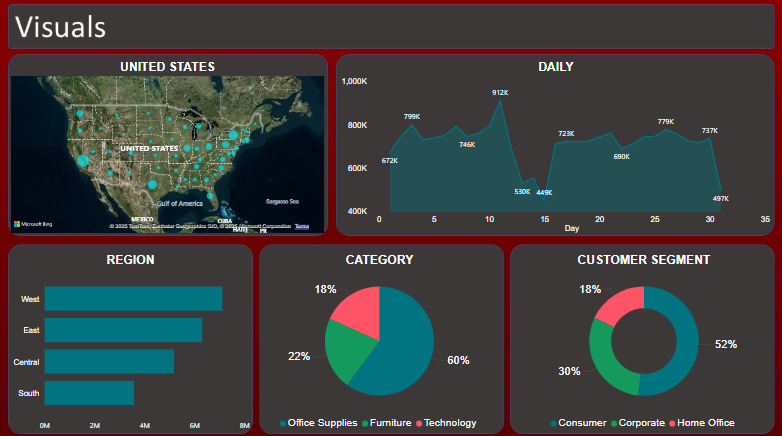 Visuals
UNITED STATES
UNITED STATES
Gulf of America
Sargasso Sea
MEXICO
CUBA
HAITI
PR
Microsoft Bing
© 2025 TomTom, Earthstar Geographics SIO, © 2025 Microsoft Corporation Terms
DAILY
1,000K
800K
600K
400K
672K
799K
746K
912K
530K
449K
723K
690K
779K
737K
497K
0 5 10 15 20 25 30 35
Day
REGION
West
East
Central
South
0M 2M 4M 6M 8M
CATEGORY
18%
22%
60%
Office Supplies Furniture Technology
CUSTOMER SEGMENT
18%
30%
52%
Consumer Corporate Home Office